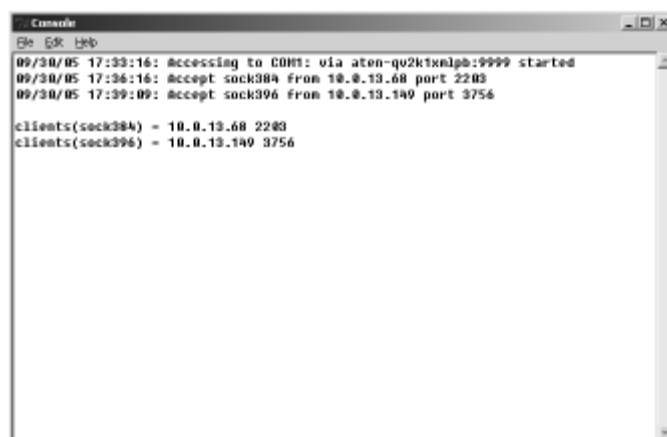 Console
File Edit Help
09/30/05 17:33:16: Accessing to COM1: via aten-qv2k1xmlpb:9999 started
09/30/05 17:36:16: Accept sock384 from 10.0.13.68 port 2203
09/30/05 17:39:09: Accept sock396 from 10.0.13.149 port 3756
clients(sock384) = 10.0.13.68 2203
clients(sock396) = 10.0.13.149 3756